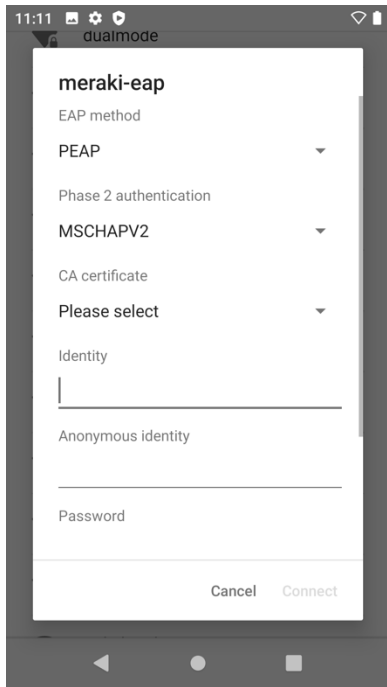 11:11
dualmode
meraki-eap
EAP method
PEAP
Phase 2 authentication
MSCHAPV2
CA certificate
Please select
Identity
Anonymous identity
Password
Cancel Connect